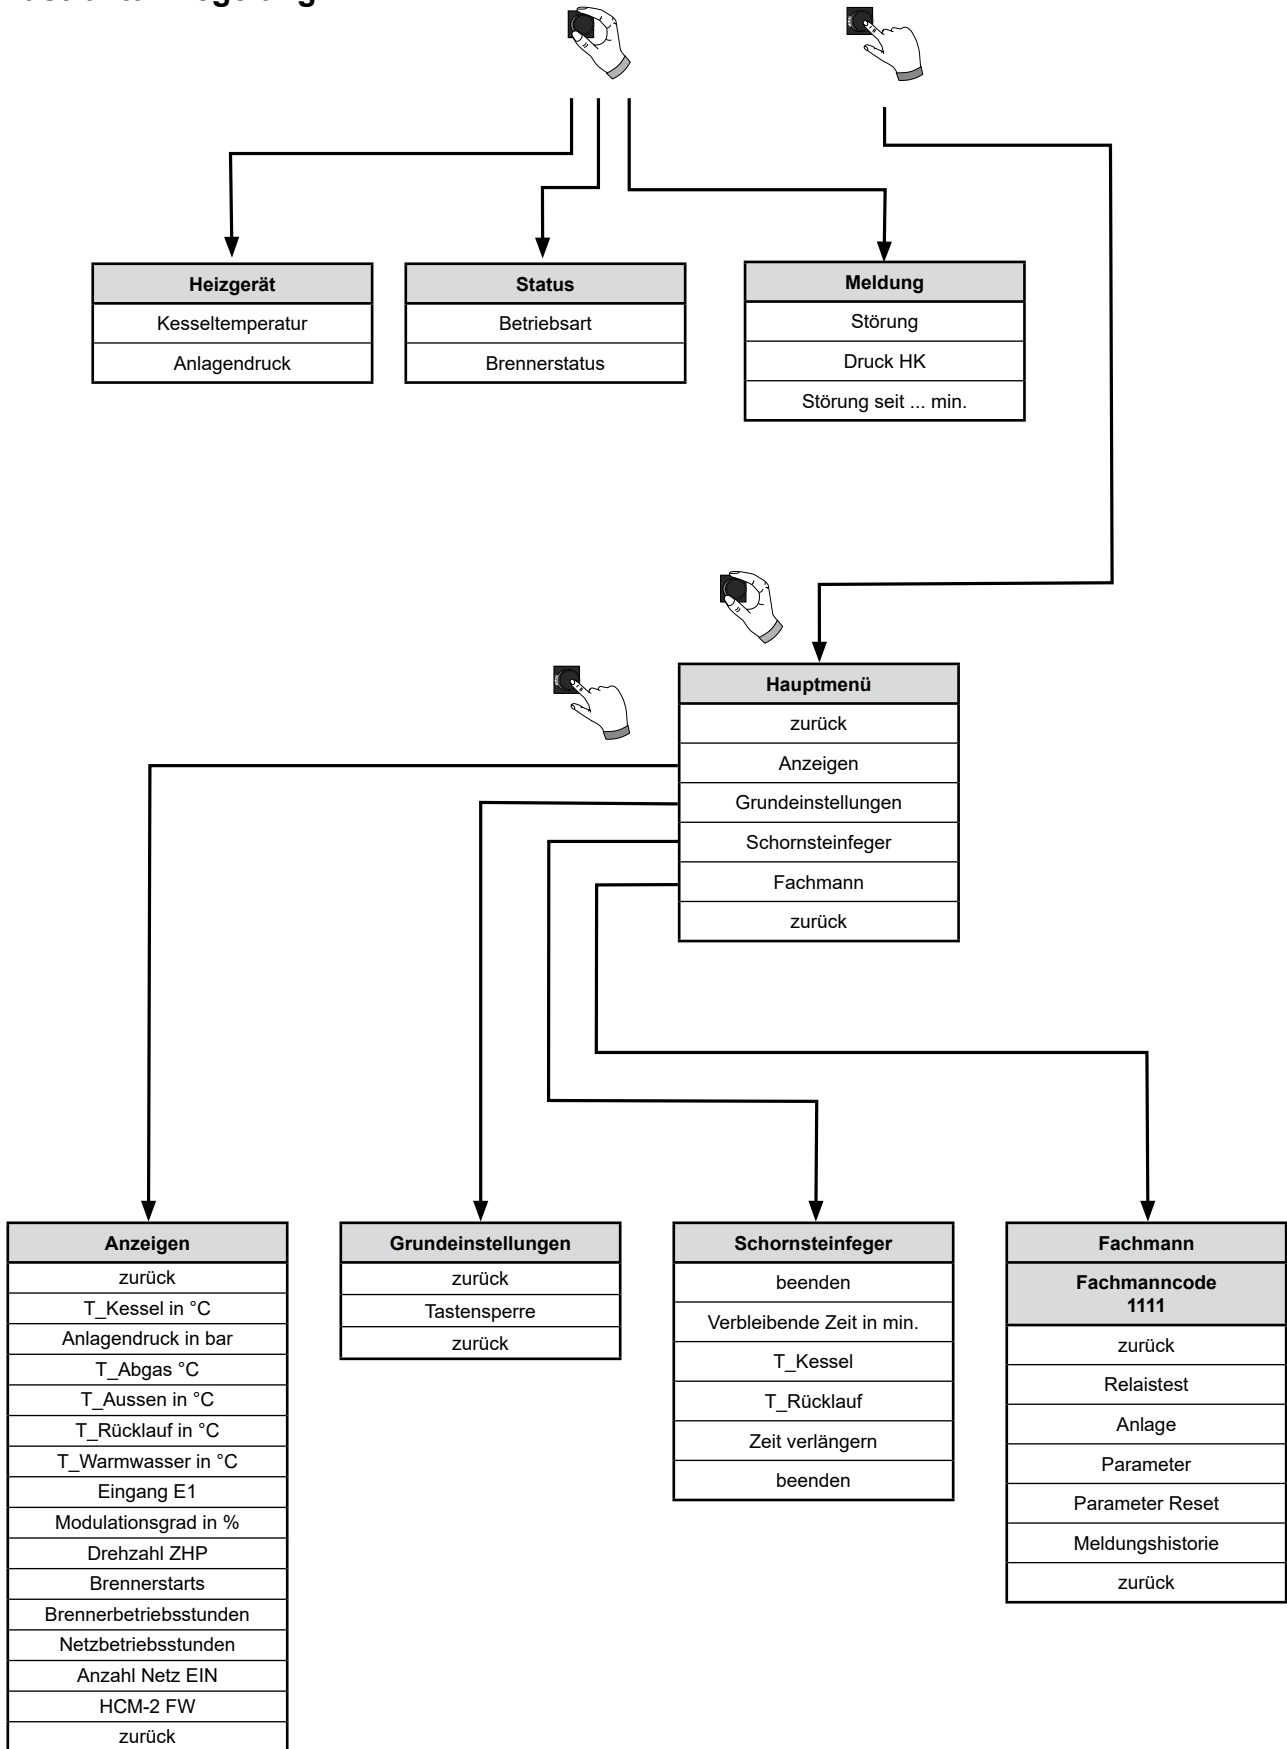 Heizgerät
Kesseltemperatur
Anlagendruck
Status
Betriebsart
Brennerstatus
Meldung
Störung
Druck HK
Störung seit ... min.
Hauptmenü
zurück
Anzeigen
Grundeinstellungen
Schornsteinfeger
Fachmann
zurück
Anzeigen
zurück
T_Kessel in °C
Anlagendruck in bar
T_Abgas °C
T_Aussen in °C
T_Rücklauf in °C
T_Warmwasser in °C
Eingang E1
Modulationsgrad in %
Drehzahl ZHP
Brennerstarts
Brennerbetriebsstunden
Netzbetriebsstunden
Anzahl Netz EIN
HCM-2 FW
zurück
Grundeinstellungen
zurück
Tastensperre
zurück
Schornsteinfeger
beenden
Verbleibende Zeit in min.
T_Kessel
T_Rücklauf
Zeit verlängern
beenden
Fachmann
Fachmanncode
1111
zurück
Relaistest
Anlage
Parameter
Parameter Reset
Meldungshistorie
zurück